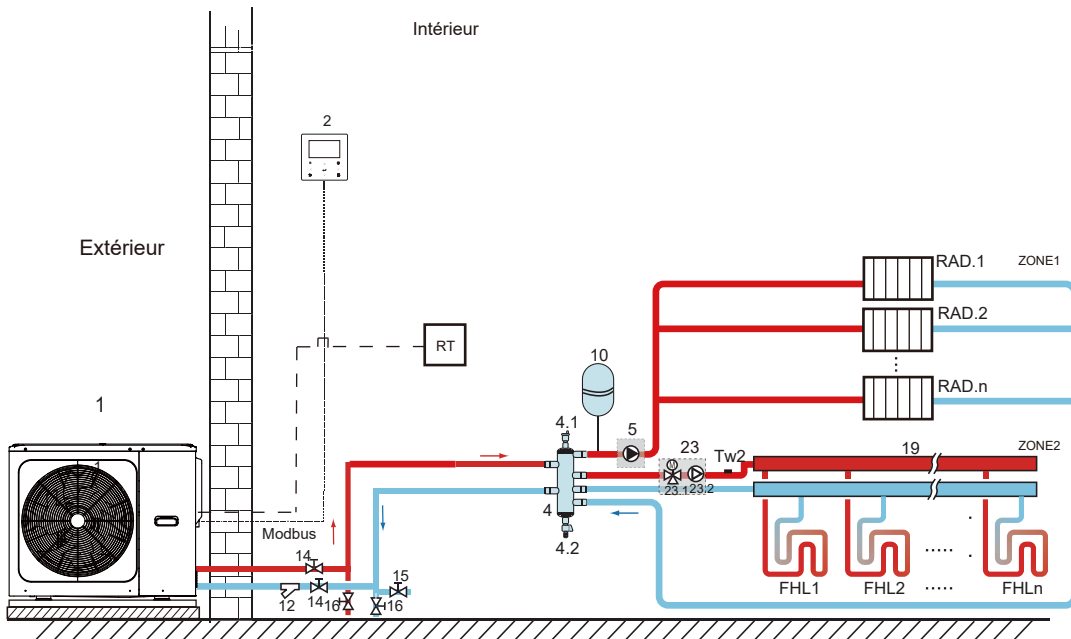 Intérieur
2
Extérieur
RAD.1
ZONE1
RAD.2
RT
10
RAD.n
1
4.1
5
23
19
ZONE2
Tw2
M
1
23.1
23.2
4
Modbus
4.2
14
15
12
14
16
16
FHL1
FHL2
FHLn